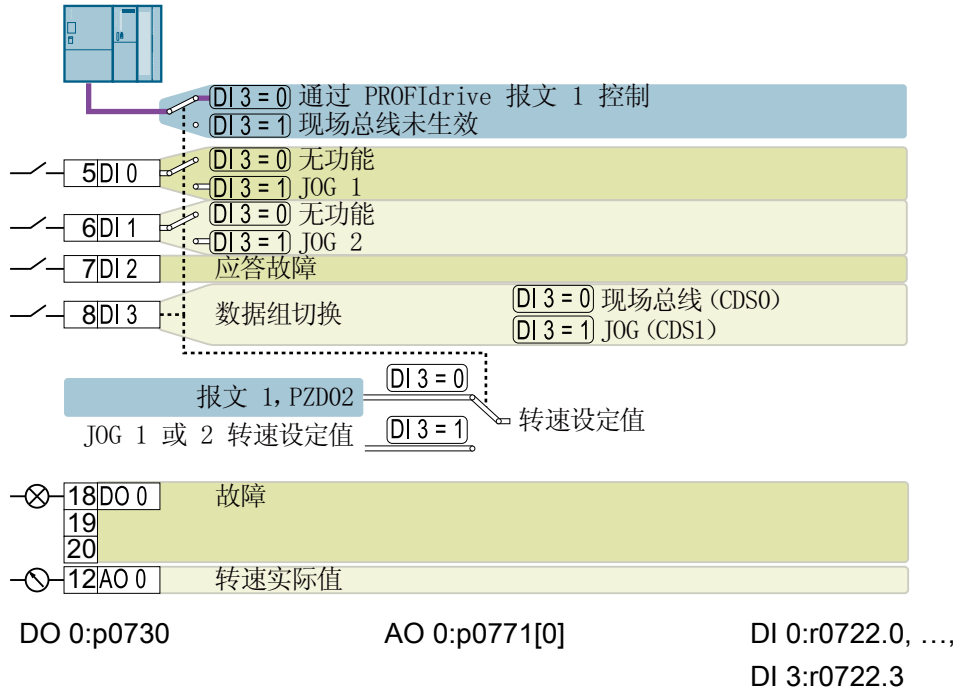 DI 3 = 0 通过 PROFIdrive 报文 1 控制
DI 3 = 1 现场总线未生效
5 DI 0 DI 3 = 0 无功能
DI 3 = 1 JOG 1
6 DI 1 DI 3 = 0 无功能
DI 3 = 1 JOG 2
7 DI 2 应答故障
8 DI 3 数据组切换 DI 3 = 0 现场总线 (CDS0)
DI 3 = 1 JOG (CDS1)
报文 1, PZD02 DI 3 = 0
转速设定值
JOG 1 或 2 转速设定值 DI 3 = 1
18 DO 0 故障
19
20
12 AO 0 转速实际值
DO 0:p0730 AO 0:p0771[0] DI 0:r0722.0, …,
DI 3:r0722.3